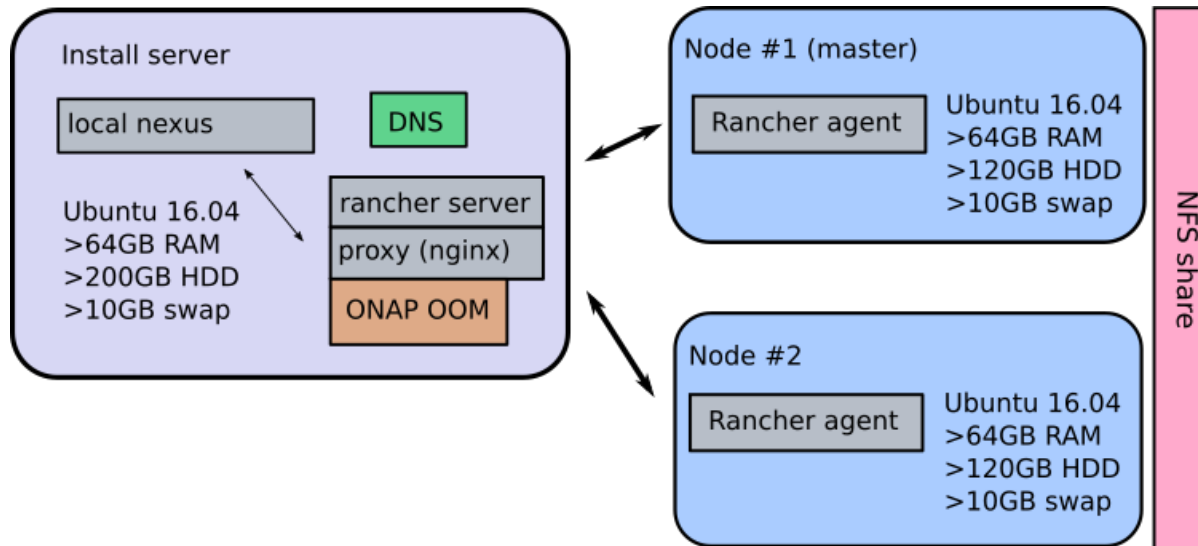 Install server
local nexus
DNS
Ubuntu 16.04
>64GB RAM
>200GB HDD
>10GB swap
rancher server
proxy (nginx)
ONAP OOM
Node #1 (master)
Rancher agent
Ubuntu 16.04
>64GB RAM
>120GB HDD
>10GB swap
Node #2
Rancher agent
Ubuntu 16.04
>64GB RAM
>120GB HDD
>10GB swap
NFS share